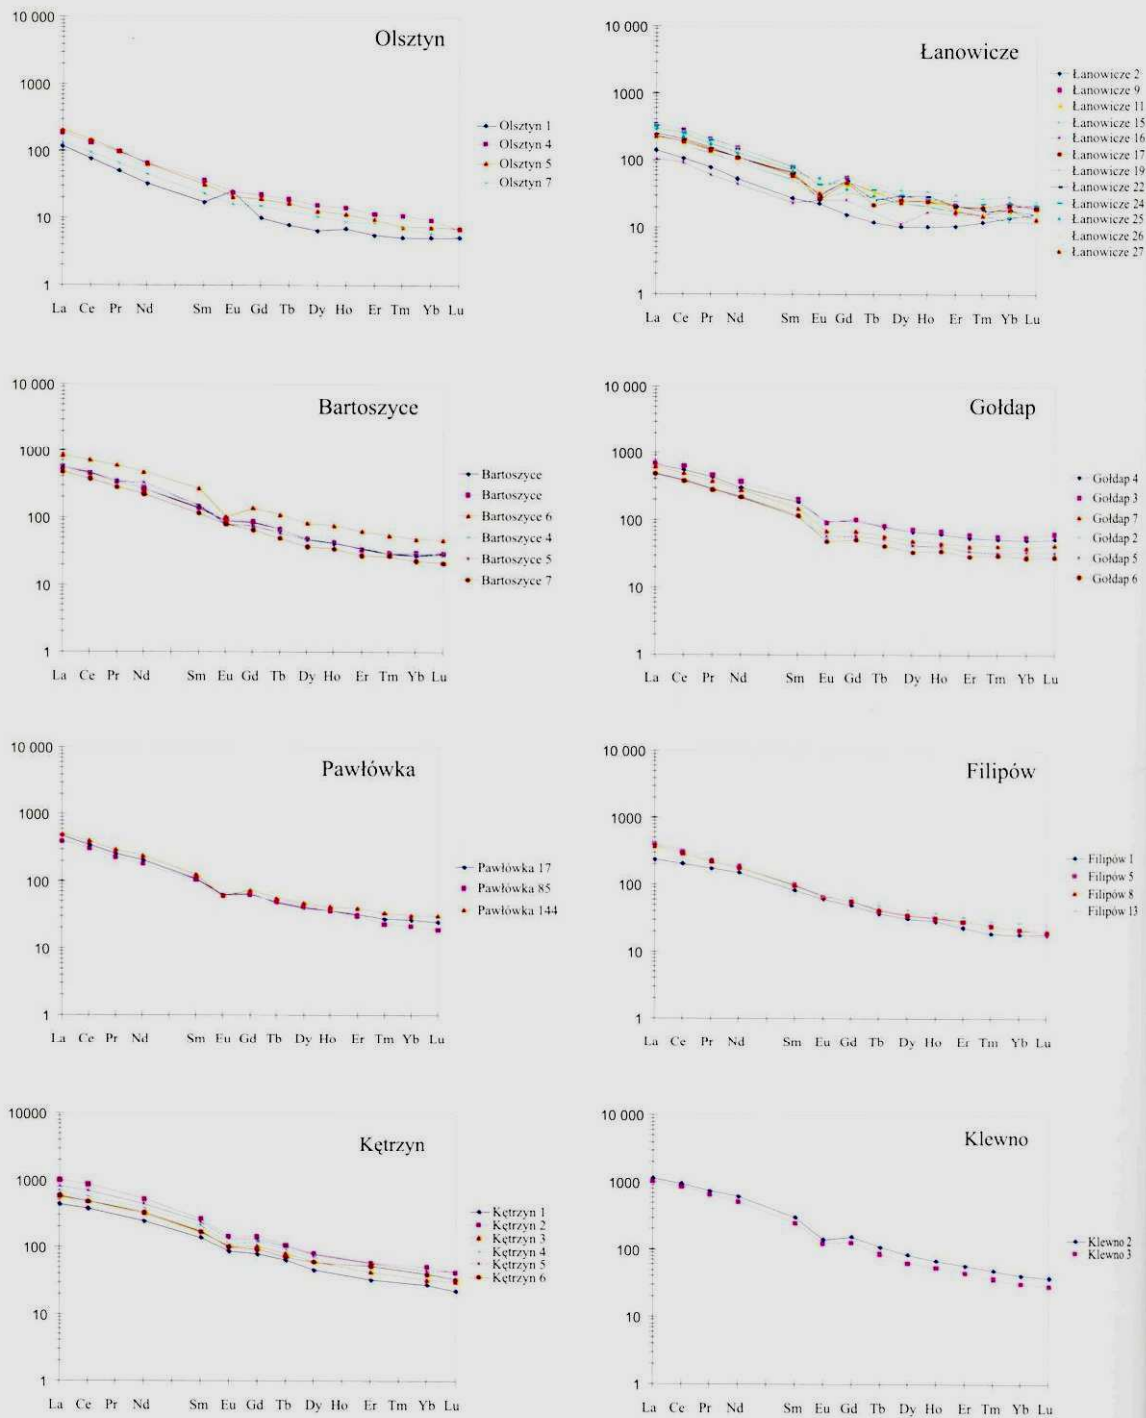 Olsztyn
10 000
1000
100
10
1
La Ce Pr Nd Sm Eu Gd Tb Dy Ho Er Tm Yb Lu
Olsztyn 1
Olsztyn 4
Olsztyn 5
Olsztyn 7
Łanowicze
10 000
1000
100
10
1
La Ce Pr Nd Sm Eu Gd Tb Dy Ho Er Tm Yb Lu
Łanowicze 2
Łanowicze 9
Łanowicze 11
Łanowicze 15
Łanowicze 16
Łanowicze 17
Łanowicze 19
Łanowicze 22
Łanowicze 24
Łanowicze 25
Łanowicze 26
Łanowicze 27
Bartoszyce
10 000
1000
100
10
1
La Ce Pr Nd Sm Eu Gd Tb Dy Ho Er Tm Yb Lu
Bartoszyce
Bartoszyce
Bartoszyce 6
Bartoszyce 4
Bartoszyce 5
Bartoszyce 7
Gołdap
10 000
1000
100
10
1
La Ce Pr Nd Sm Eu Gd Tb Dy Ho Er Tm Yb Lu
Gołdap 4
Gołdap 3
Gołdap 7
Gołdap 2
Gołdap 5
Gołdap 6
Pawłówka
10 000
1000
100
10
1
La Ce Pr Nd Sm Eu Gd Tb Dy Ho Er Tm Yb Lu
Pawłówka 17
Pawłówka 85
Pawłówka 144
Filipów
10 000
1000
100
10
1
La Ce Pr Nd Sm Eu Gd Tb Dy Ho Er Tm Yb Lu
Filipów 1
Filipów 5
Filipów 8
Filipów 13
Kętrzyn
10000
1000
100
10
1
La Ce Pr Nd Sm Eu Gd Tb Dy Ho Er Tm Yb Lu
Kętrzyn 1
Kętrzyn 2
Kętrzyn 3
Kętrzyn 4
Kętrzyn 5
Kętrzyn 6
Klewno
10 000
1000
100
10
1
La Ce Pr Nd Sm Eu Gd Tb Dy Ho Er Tm Yb Lu
Klewno 2
Klewno 3